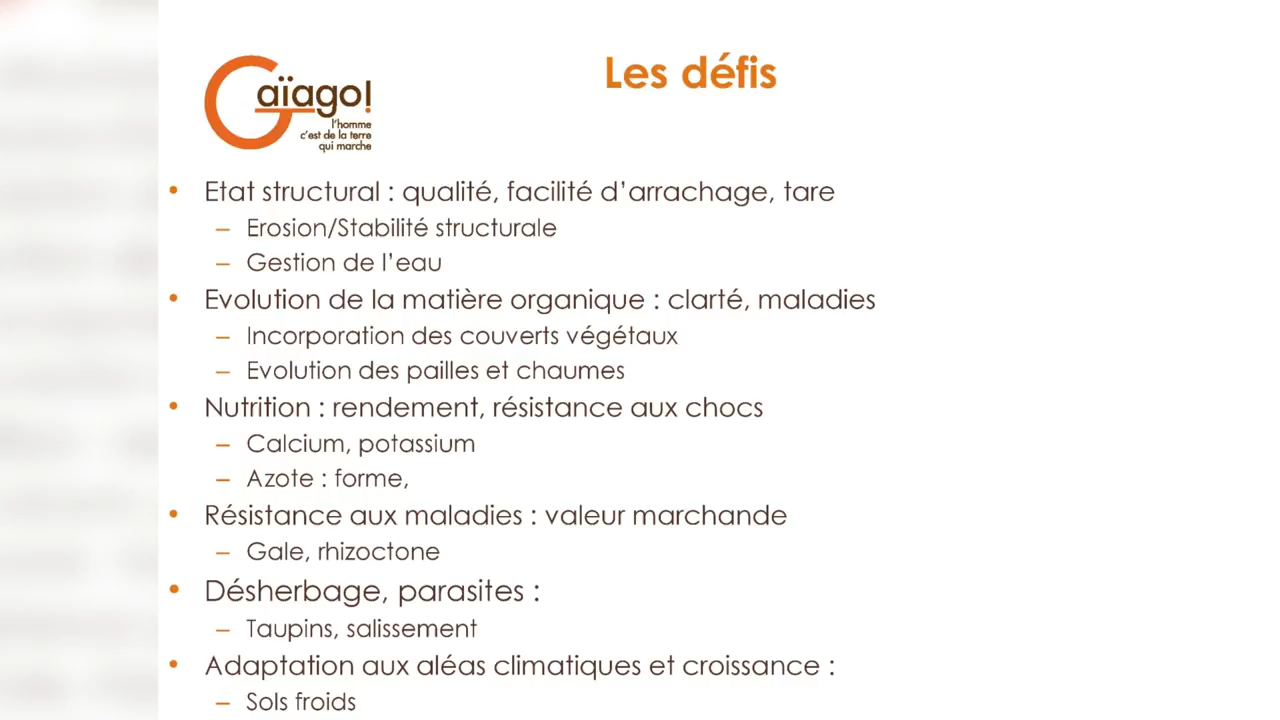 Gaïago!
l'homme
c'est de la terre
qui marche
Les défis
• Etat structural : qualité, facilité d'arrachage, tare
– Erosion/Stabilité structurale
– Gestion de l'eau
• Evolution de la matière organique : clarté, maladies
– Incorporation des couverts végétaux
– Evolution des pailles et chaumes
• Nutrition : rendement, résistance aux chocs
– Calcium, potassium
– Azote : forme,
• Résistance aux maladies : valeur marchande
– Gale, rhizoctone
• Désherbage, parasites :
– Taupins, salissement
• Adaptation aux aléas climatiques et croissance :
– Sols froids